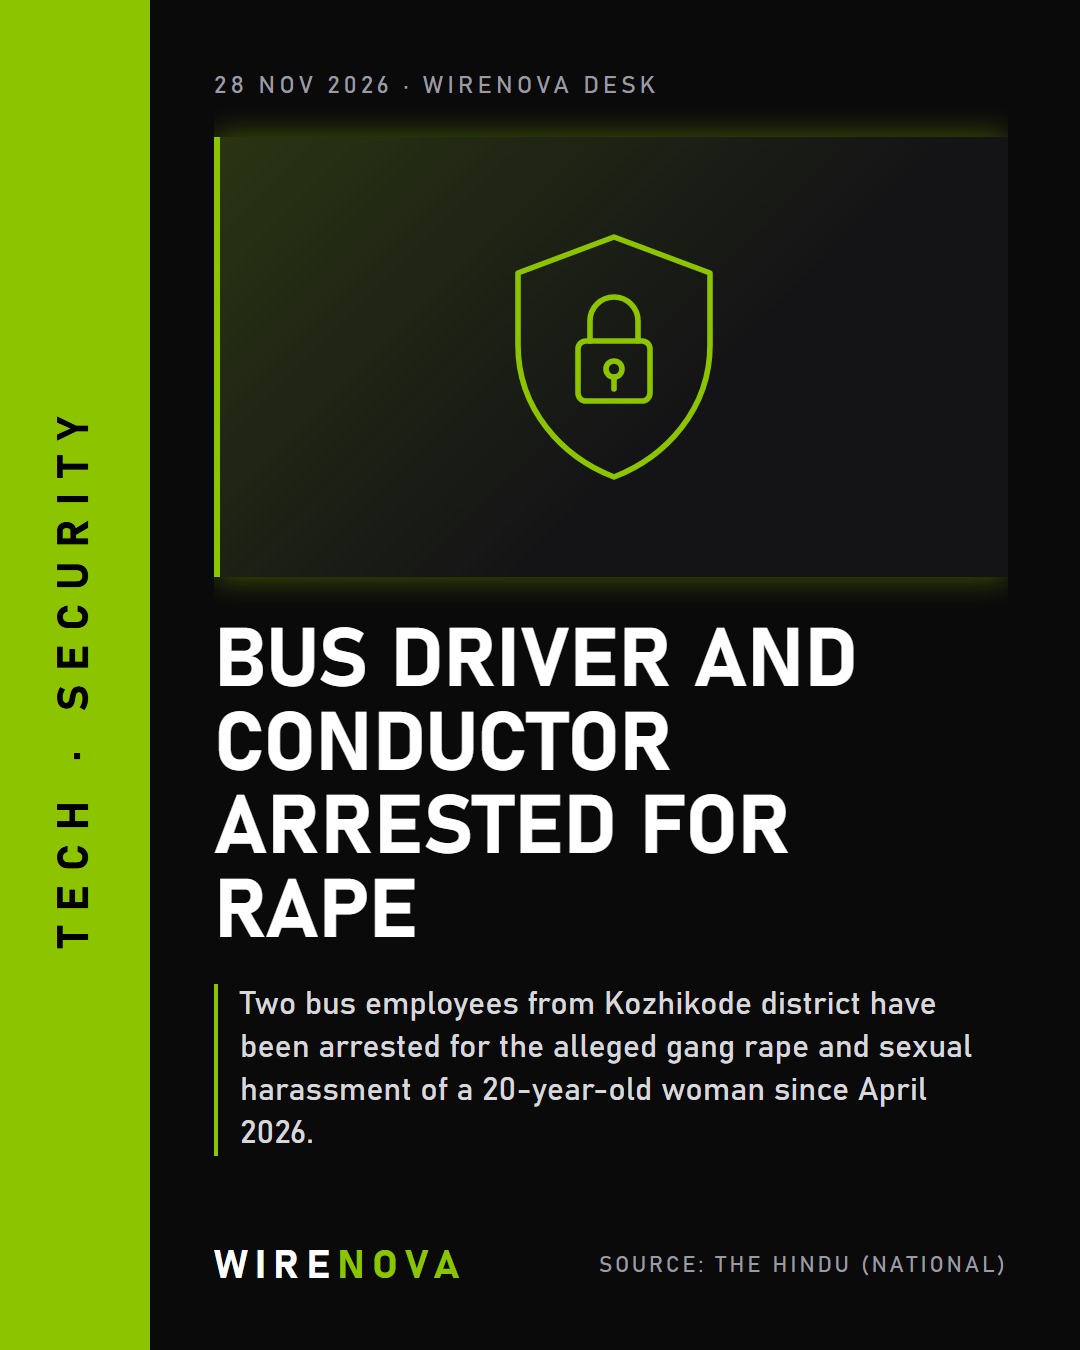 28 NOV 2026 · WIRENOVA DESK
TECH · SECURITY
BUS DRIVER AND
CONDUCTOR
ARRESTED FOR
RAPE
Two bus employees from Kozhikode district have
been arrested for the alleged gang rape and sexual
harassment of a 20-year-old woman since April
2026.
WIRENOVA
SOURCE: THE HINDU (NATIONAL)